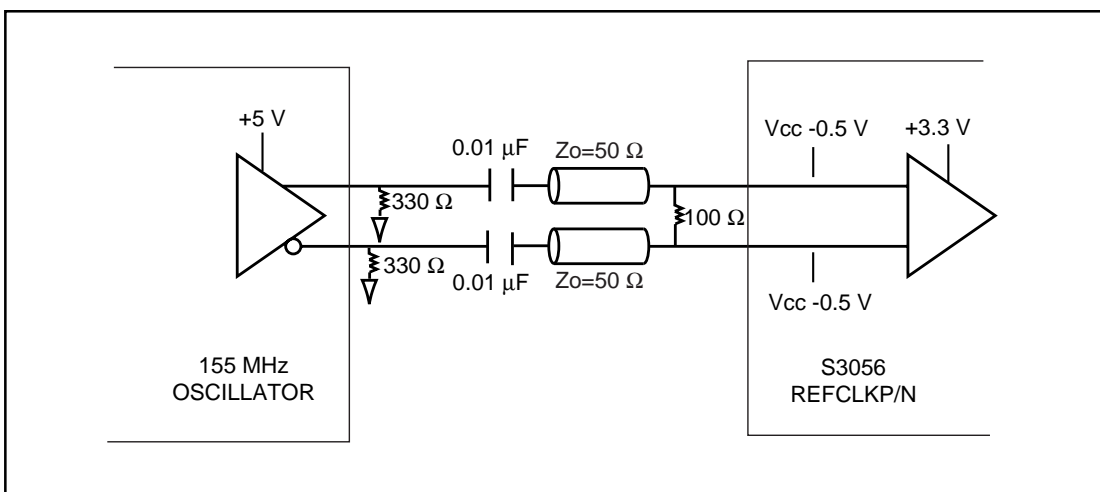 +5 V
0.01 μF
Zo=50 Ω
Vcc -0.5 V
+3.3 V
330 Ω
100 Ω
330 Ω
0.01 μF
Zo=50 Ω
Vcc -0.5 V
155 MHz
OSCILLATOR
S3056
REFCLKP/N